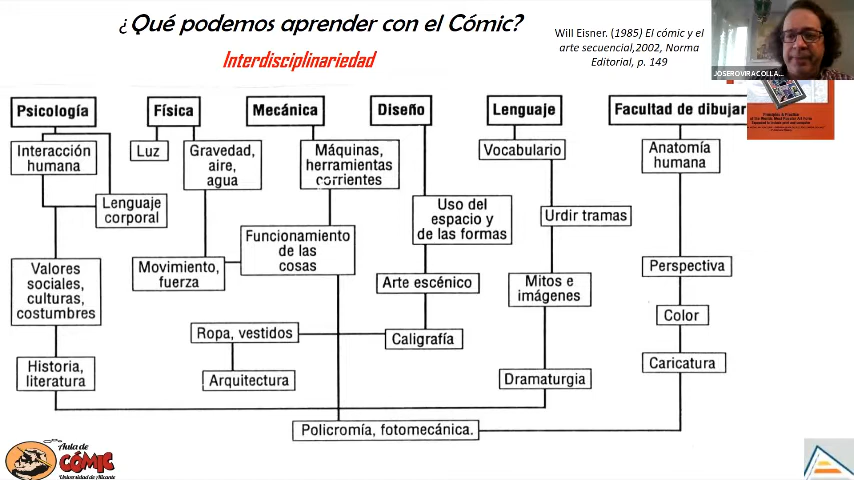 ¿Qué podemos aprender con el Cómic?
Interdisciplinariedad
Will Eisner. (1985) El cómic y el
arte secuencial,2002, Norma
Editorial, p. 149
Psicología
Física
Mecánica
Diseño
Lenguaje
Facultad de dibujar
Interacción
humana
Luz
Gravedad,
aire,
agua
Máquinas,
herramientas
corrientes
Vocabulario
Anatomía
humana
Lenguaje
corporal
Uso del
espacio y
de las formas
Urdir tramas
Funcionamiento
de las
cosas
Valores
sociales,
culturas,
costumbres
Movimiento,
fuerza
Arte escénico
Mitos e
imágenes
Perspectiva
Color
Ropa, vestidos
Caligrafía
Caricatura
Historia,
literatura
Arquitectura
Dramaturgia
Policromía, fotomecánica.
Aula de
CÓMIC
Universidad de Alicante